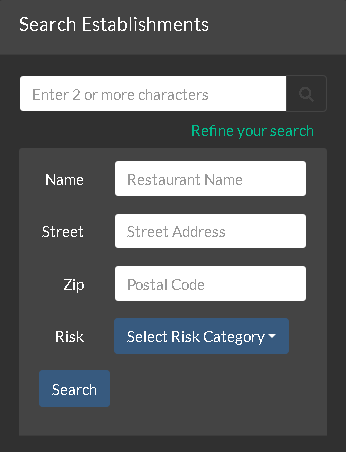 Search Establishments
Enter 2 or more characters
Refine your search
Name Restaurant Name
Street Street Address
Zip Postal Code
Risk Select Risk Category
Search